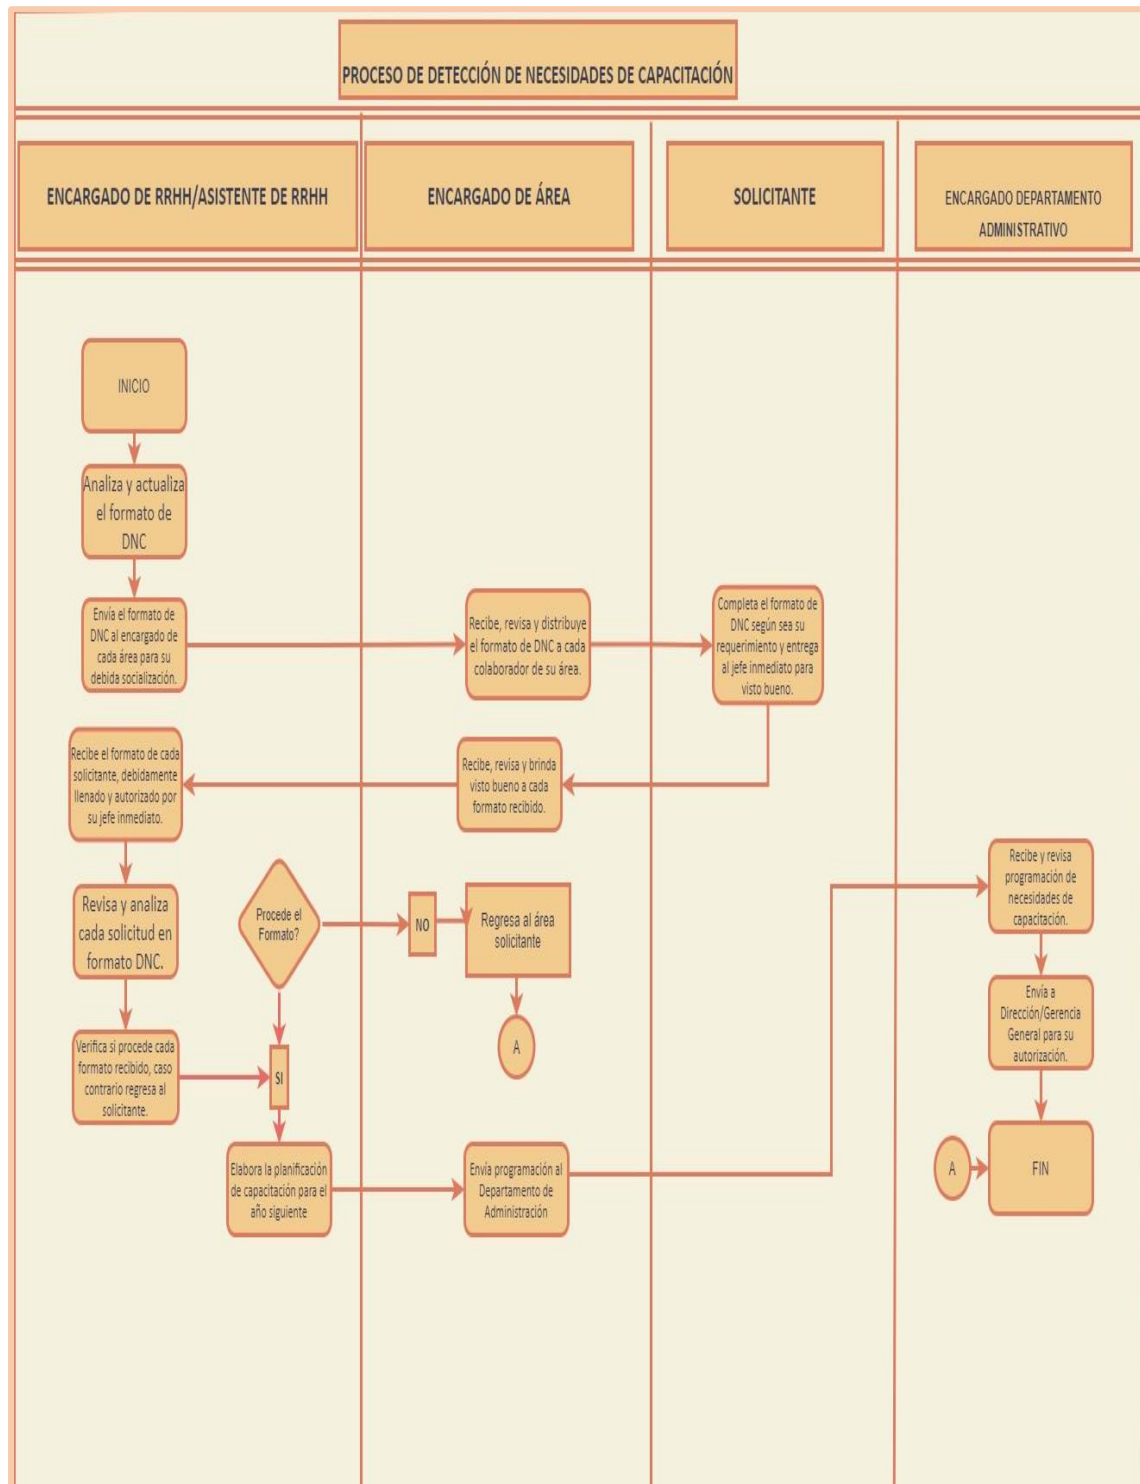 PROCESO DE DETECCIÓN DE NECESIDADES DE CAPACITACIÓN
ENCARGADO DE RRHH/ASISTENTE DE RRHH
ENCARGADO DE ÁREA
SOLICITANTE
ENCARGADO DEPARTAMENTO
ADMINISTRATIVO
INICIO
Analiza y actualiza
el formato de
DNC
Envía el formato de
DNC al encargado de
cada área para su
debida socialización.
Recibe, revisa y distribuye
el formato de DNC a cada
colaborador de su área.
Completa el formato de
DNC según sea su
requerimiento y entrega
al jefe inmediato para
visto bueno.
Recibe, revisa y brinda
visto bueno a cada
formato recibido.
Recibe el formato de cada
solicitante, debidamente
llenado y autorizado por
su jefe inmediato.
Revisa y analiza
cada solicitud en
formato DNC.
Verifica si procede cada
formato recibido, caso
contrario regresa al
solicitante.
Procede el
Formato?
NO
Regresa al área
solicitante
A
SI
Elabora la planificación
de capacitación para el
año siguiente
Envía programación al
Departamento de
Administración
Recibe y revisa
programación de
necesidades de
capacitación.
Envía a
Dirección/Gerencia
General para su
autorización.
A
FIN